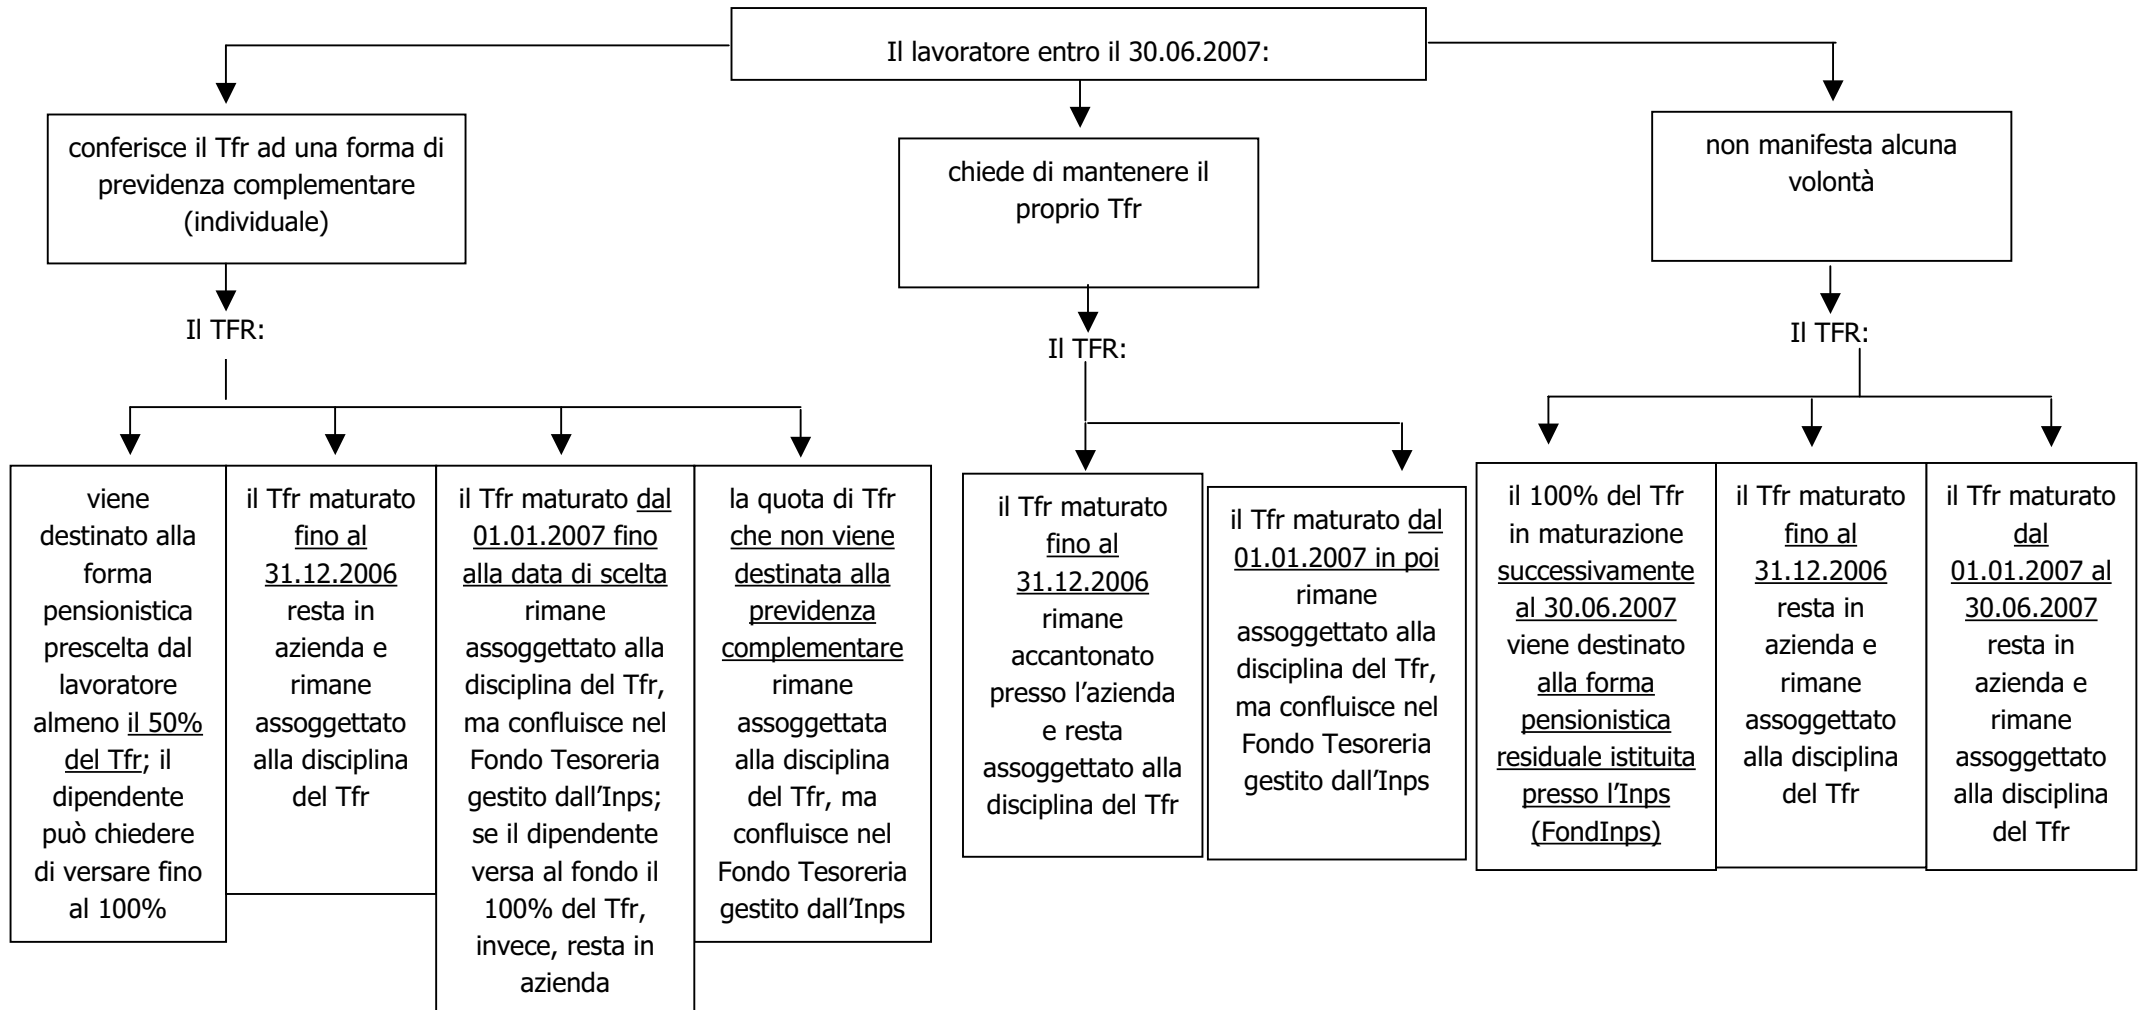 Il lavoratore entro il 30.06.2007:
conferisce il Tfr ad una forma di
previdenza complementare
(individuale)
chiede di mantenere il
proprio Tfr
non manifesta alcuna
volontà
Il TFR:
Il TFR:
Il TFR:
viene
destinato alla
forma
pensionistica
prescelta dal
lavoratore
almeno il 50%
del Tfr; il
dipendente
può chiedere
di versare fino
al 100%
il Tfr maturato
fino al
31.12.2006
resta in
azienda e
rimane
assoggettato
alla disciplina
del Tfr
il Tfr maturato dal
01.01.2007 fino
alla data di scelta
rimane
assoggettato alla
disciplina del Tfr,
ma confluisce nel
Fondo Tesoreria
gestito dall’Inps;
se il dipendente
versa al fondo il
100% del Tfr,
invece, resta in
azienda
la quota di Tfr
che non viene
destinata alla
previdenza
complementare
rimane
assoggettata
alla disciplina
del Tfr, ma
confluisce nel
Fondo Tesoreria
gestito dall’Inps
il Tfr maturato
fino al
31.12.2006
rimane
accantonato
presso l’azienda
e resta
assoggettato alla
disciplina del Tfr
il Tfr maturato dal
01.01.2007 in poi
rimane
assoggettato alla
disciplina del Tfr,
ma confluisce nel
Fondo Tesoreria
gestito dall’Inps
il 100% del Tfr
in maturazione
successivamente
al 30.06.2007
viene destinato
alla forma
pensionistica
residuale istituita
presso l’Inps
(FondInps)
il Tfr maturato
fino al
31.12.2006
resta in
azienda e
rimane
assoggettato
alla disciplina
del Tfr
il Tfr maturato
dal
01.01.2007 al
30.06.2007
resta in
azienda e
rimane
assoggettato
alla disciplina
del Tfr